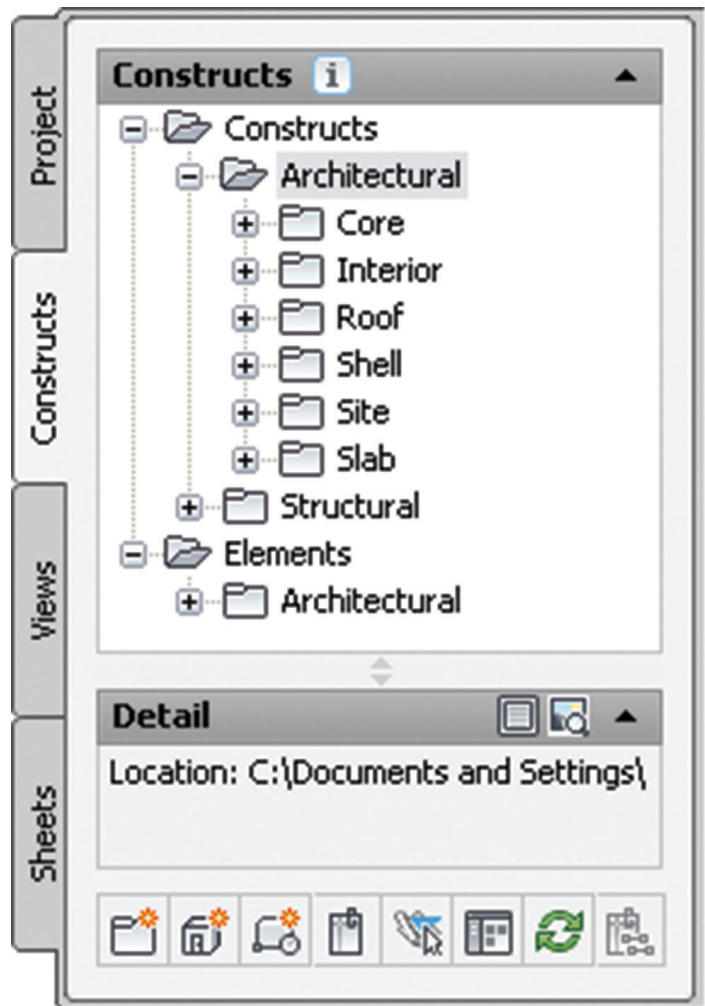 Project
Constructs
Views
Sheets
Constructs i
Constructs
Architectural
Core
Interior
Roof
Shell
Site
Slab
Structural
Elements
Architectural
Detail
Location: C:\Documents and Settings\